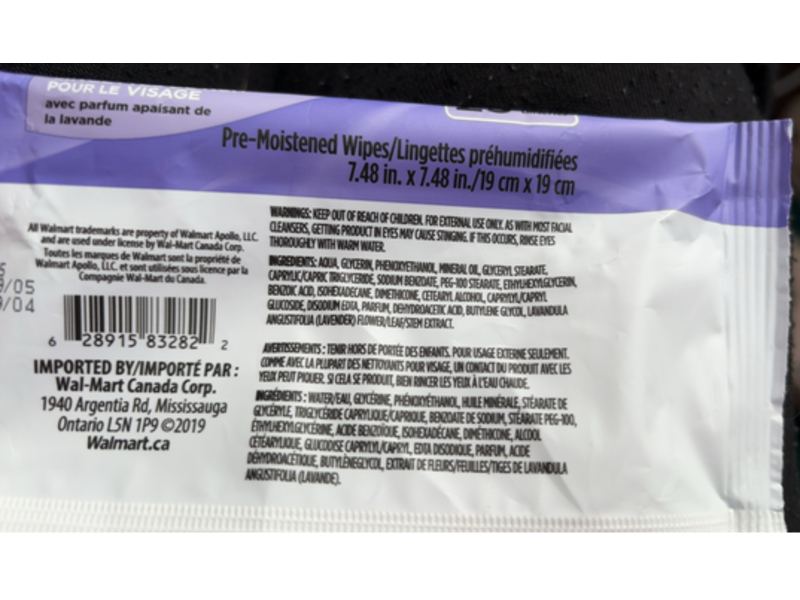 POUR LE VISAGE
avec parfum apaisant de
la lavande
Pre-Moistened Wipes/Lingettes préhumidifiées
7.48 in. x 7.48 in./19 cm x 19 cm
All Walmart trademarks are property of Walmart Apollo, LLC.
and are used under license by Wal-Mart Canada Corp.
Toutes les marques de Walmart sont la propriété de
Walmart Apollo, LLC. et sont utilisées sous licence par la
Compagnie Wal-Mart du Canada.
/05
/04
6 28915 83282 2
IMPORTED BY/IMPORTÉ PAR :
Wal-Mart Canada Corp.
1940 Argentia Rd, Mississauga
Ontario L5N 1P9 ©2019
Walmart.ca
WARNINGS: KEEP OUT OF REACH OF CHILDREN. FOR EXTERNAL USE ONLY. AS WITH MOST FACIAL
CLEANSERS, GETTING PRODUCT IN EYES MAY CAUSE STINGING. IF THIS OCCURS, RINSE EYES
THOROUGHLY WITH WARM WATER.
INGREDIENTS: AQUA, GLYCERIN, PHENOXYETHANOL, MINERAL OIL, GLYCERYL STEARATE,
CAPRYLIC/CAPRIC TRIGLYCERIDE, SODIUM BENZOATE, PEG-100 STEARATE, ETHYLHEXYLGLYCERIN,
BENZOIC ACID, ISOHEXADECANE, DIMETHICONE, CETEARYL ALCOHOL, CAPRYLYL/CAPRYL
GLUCOSIDE, DISODIUM EDTA, PARFUM, DEHYDROACETIC ACID, BUTYLENE GLYCOL, LAVANDULA
ANGUSTIFOLIA (LAVENDER) FLOWER/LEAF/STEM EXTRACT.
AVERTISSEMENTS : TENIR HORS DE PORTÉE DES ENFANTS. POUR USAGE EXTERNE SEULEMENT.
COMME AVEC LA PLUPART DES NETTOYANTS POUR VISAGE, UN CONTACT DU PRODUIT AVEC LES
YEUX PEUT PIQUER. SI CELA SE PRODUIT, BIEN RINCER LES YEUX À L'EAU CHAUDE.
INGRÉDIENTS : WATER/EAU, GLYCÉRINE, PHÉNOXYÉTHANOL, HUILE MINÉRALE, STÉARATE DE
GLYCÉRYLE, TRIGLYCÉRIDE CAPRYLIQUE/CAPRIQUE, BENZOATE DE SODIUM, STÉARATE PEG-100,
ÉTHYLHEXYLGLYCÉRINE, ACIDE BENZOÏQUE, ISOHEXADÉCANE, DIMÉTHICONE, ALCOOL
CÉTÉARYLIQUE, GLUCODISE CAPRYLYL/CAPRYL, EDTA DISODIQUE, PARFUM, ACIDE
DÉHYDROACÉTIQUE, BUTYLÈNEGLYCOL, EXTRAIT DE FLEURS/FEUILLES/TIGES DE LAVANDULA
ANGUSTIFOLIA (LAVANDE).